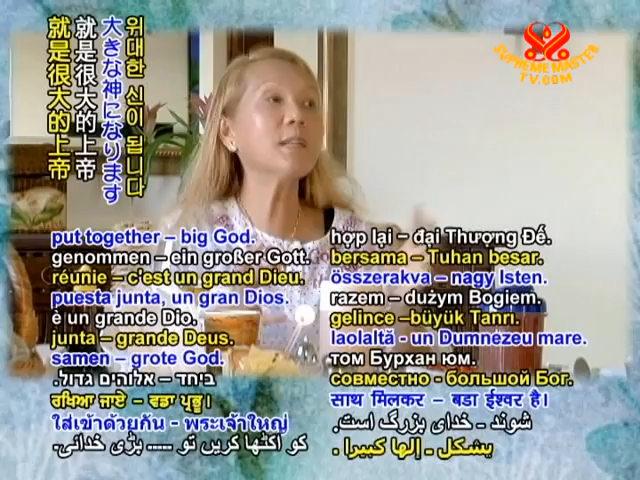 위대한 신이 됩니다
大きな神になります
就是很大的上帝
就是很大的上帝
SUPREME MASTER
TV.COM
put together – big God.
genommen – ein großer Gott.
réunie – c'est un grand Dieu.
puesta junta, un gran Dios.
è un grande Dio.
junta – grande Deus.
samen – grote God.
ביחד – אלוהים גדול.
ਰਖਿਆ ਜਾਏ – ਵਡਾ ਪ੍ਰਭੂ।
ใส่เข้าด้วยกัน - พระเจ้าใหญ่
کو اکٹھا کریں تو ..... بڑی خدائی.
hợp lại – đại Thượng Đế.
bersama – Tuhan besar.
összerakva – nagy Isten.
razem – dużym Bogiem.
gelince –büyük Tanrı.
laolaltă - un Dumnezeu mare.
том Бурхан юм.
совместно - большой Бог.
साथ मिलकर – बडा ईश्वर है।
شوند - خدای بزرگ است.
يشكل - إلها كبيرا .